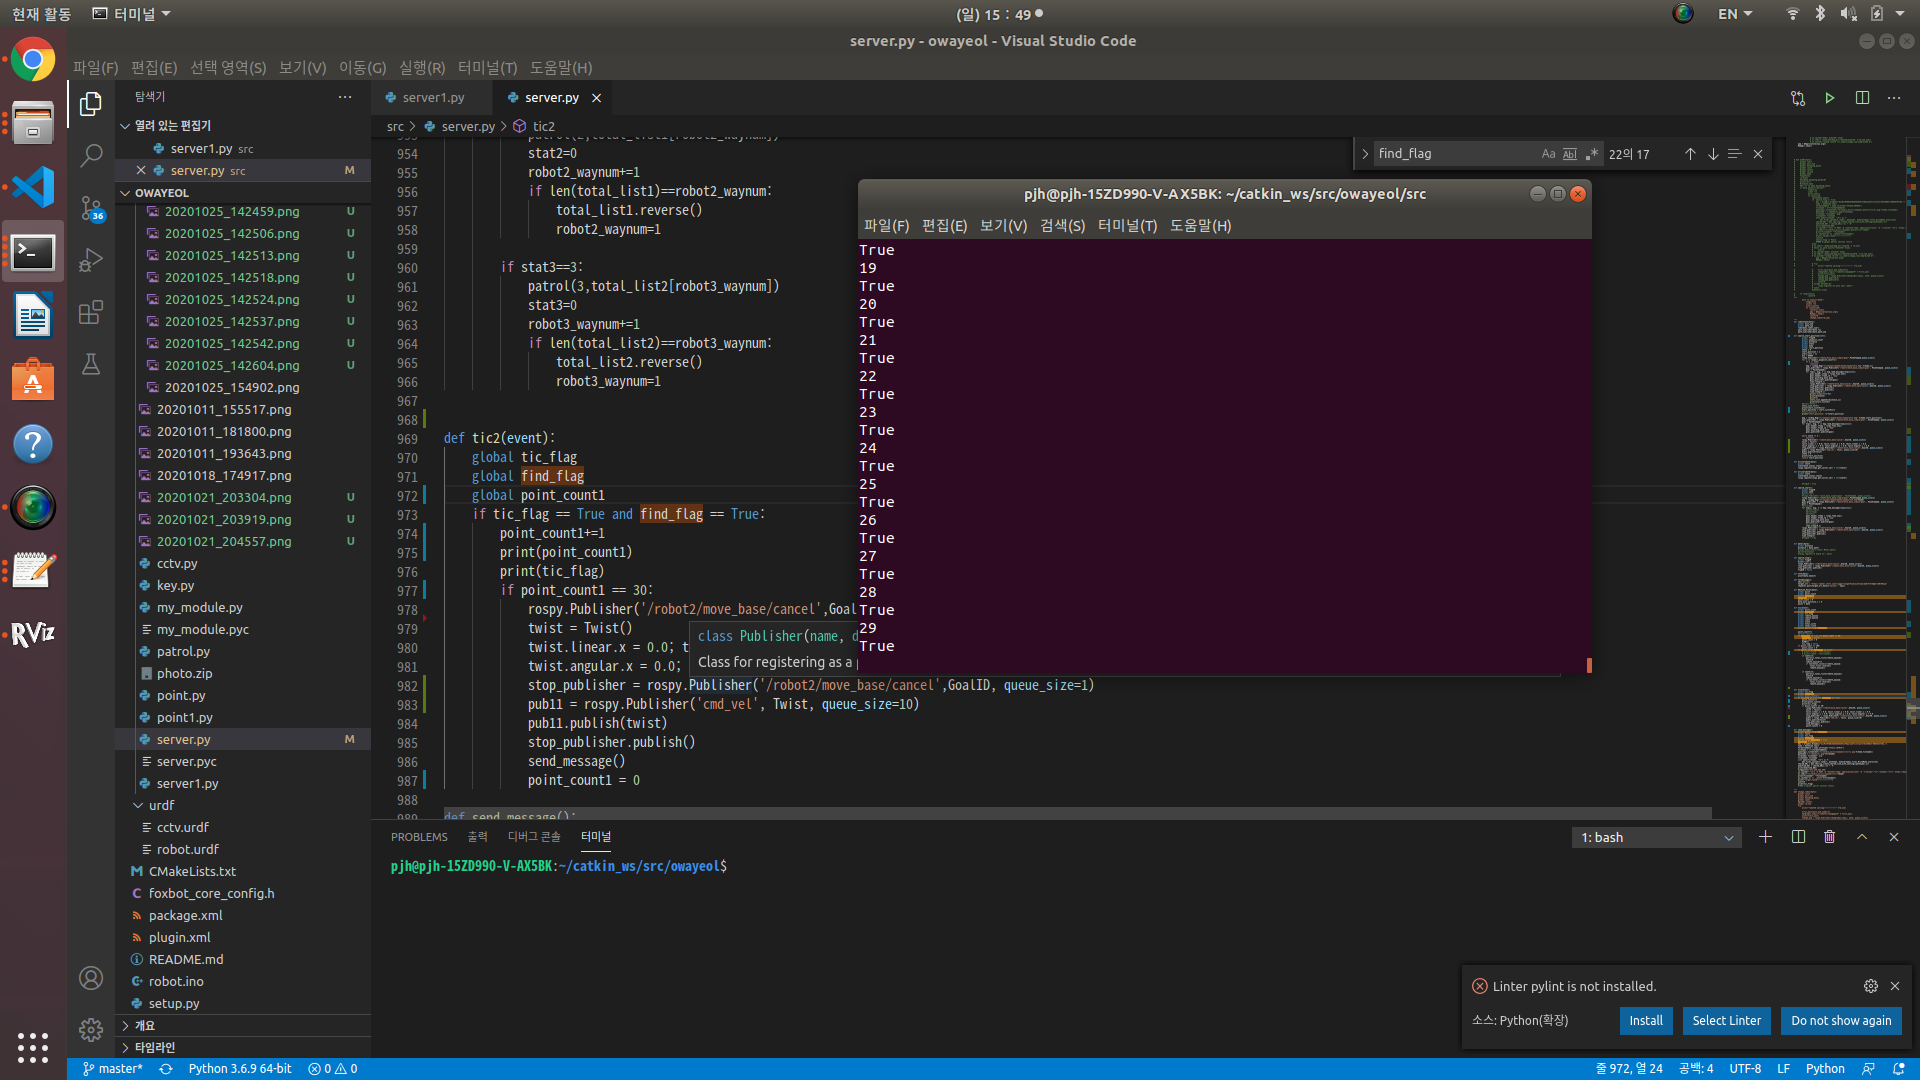 현재 활동
터미널
(일) 15 : 49
EN
server.py - owayeol - Visual Studio Code
파일(F) 편집(E) 선택 영역(S) 보기(V) 이동(G) 실행(R) 터미널(T) 도움말(H)
탐색기
열려 있는 편집기
server1.py src
server.py src M
OWAYEOL
20201025_142459.png U
20201025_142506.png U
20201025_142513.png U
20201025_142518.png U
20201025_142524.png U
20201025_142537.png U
20201025_142542.png U
20201025_142604.png U
20201025_154902.png
20201011_155517.png
20201011_181800.png
20201011_193643.png
20201018_174917.png
20201021_203304.png U
20201021_203919.png U
20201021_204557.png U
cctv.py
key.py
my_module.py
my_module.pyc
patrol.py
photo.zip
point.py
point1.py
server.py M
server.pyc
server1.py
urdf
cctv.urdf
robot.urdf
CMakeLists.txt
foxbot_core_config.h
package.xml
plugin.xml
README.md
robot.ino
setup.py
개요
타임라인
36
RViz
server1.py
server.py
src > server.py > tic2
find_flag
Aa Abl .*
22의 17
954 stat2=0
955 robot2_waynum+=1
956 if len(total_list1)==robot2_waynum:
957 total_list1.reverse()
958 robot2_waynum=1
959
960 if stat3==3:
961 patrol(3,total_list2[robot3_waynum])
962 stat3=0
963 robot3_waynum+=1
964 if len(total_list2)==robot3_waynum:
965 total_list2.reverse()
966 robot3_waynum=1
967
968
969 def tic2(event):
970 global tic_flag
971 global find_flag
972 global point_count1
973 if tic_flag == True and find_flag == True:
974 point_count1+=1
975 print(point_count1)
976 print(tic_flag)
977 if point_count1 == 30:
978 rospy.Publisher('/robot2/move_base/cancel',Goal
979 twist = Twist()
980 twist.linear.x = 0.0; t
981 twist.angular.x = 0.0;
982 stop_publisher = rospy.Publisher('/robot2/move_base/cancel',GoalID, queue_size=1)
983 pub11 = rospy.Publisher('cmd_vel', Twist, queue_size=10)
984 pub11.publish(twist)
985 stop_publisher.publish()
986 send_message()
987 point_count1 = 0
988
989 def send_message():
class Publisher(name, d
Class for registering as a
pjh@pjh-15ZD990-V-AX5BK: ~/catkin_ws/src/owayeol/src
파일(F) 편집(E) 보기(V) 검색(S) 터미널(T) 도움말(H)
True
19
True
20
True
21
True
22
True
23
True
24
True
25
True
26
True
27
True
28
True
29
True
PROBLEMS 출력 디버그 콘솔 터미널
1: bash
pjh@pjh-15ZD990-V-AX5BK:~/catkin_ws/src/owayeol$
Linter pylint is not installed.
소스: Python(확장)
Install
Select Linter
Do not show again
master*
Python 3.6.9 64-bit
0 0
줄 972, 열 24
공백: 4
UTF-8
LF
Python